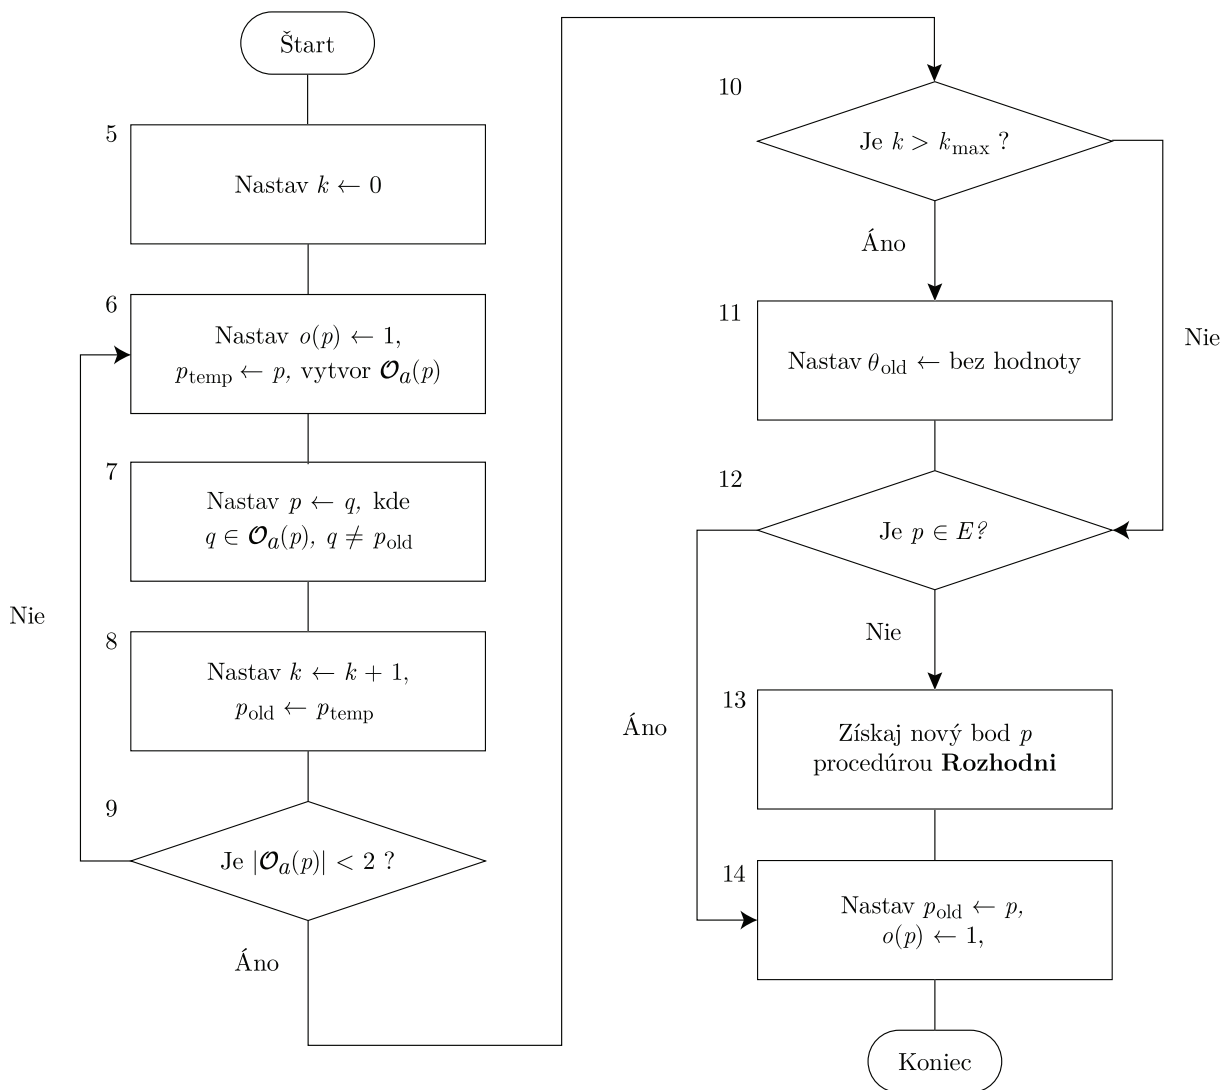 Štart
5
Nastav k ← 0
6
Nastav o(p) ← 1,
p_temp ← p, vytvor 𝓞_a(p)
7
Nastav p ← q, kde
q ∈ 𝓞_a(p), q ≠ p_old
8
Nastav k ← k + 1,
p_old ← p_temp
9
Je |𝓞_a(p)| < 2 ?
Nie
Áno
10
Je k > k_max ?
Áno
Nie
11
Nastav θ_old ← bez hodnoty
12
Je p ∈ E?
Nie
Áno
13
Získaj nový bod p
procedúrou Rozhodni
14
Nastav p_old ← p,
o(p) ← 1,
Koniec